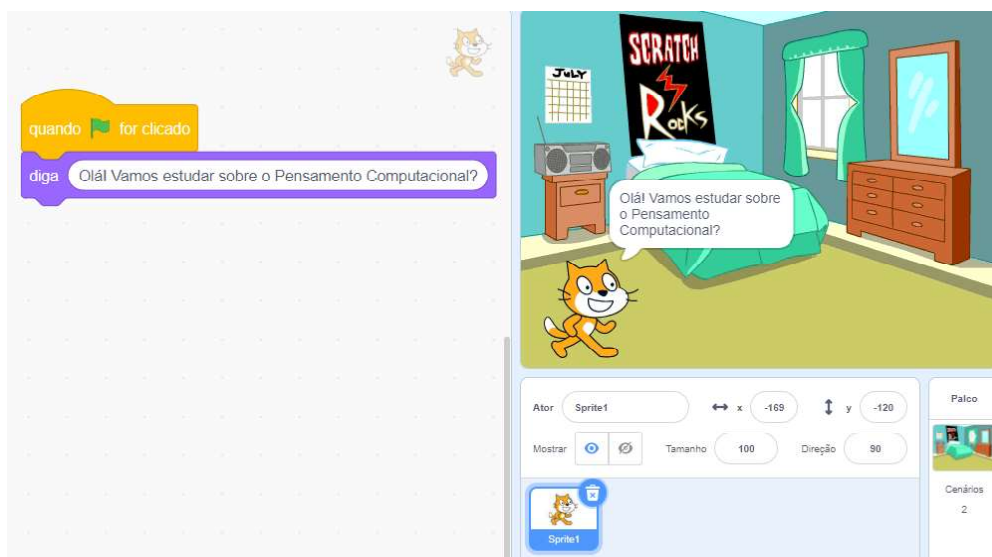 quando for clicado
diga Olá! Vamos estudar sobre o Pensamento Computacional?
JULY
SCRATCH
Rocks
Olá! Vamos estudar sobre
o Pensamento
Computacional?
Ator Sprite1 x -169 y -120
Mostrar Tamanho 100 Direção 90
Sprite1
Palco
Cenários
2